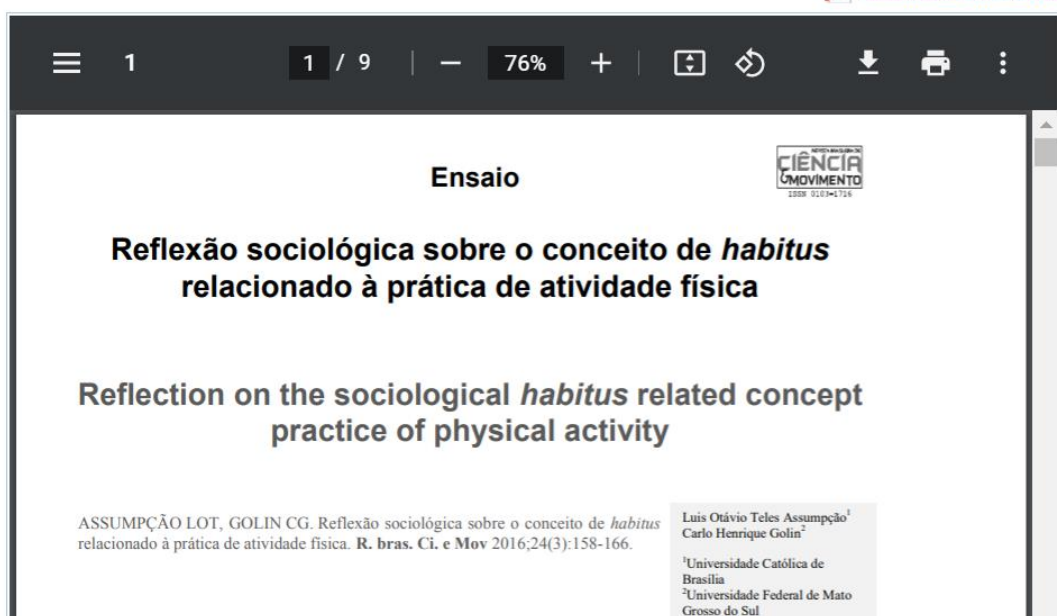 1
1 / 9
76%
Ensaio
CIÊNCIA
&MOVIMENTO
ISSN 0103-1716
Reflexão sociológica sobre o conceito de habitus
relacionado à prática de atividade física
Reflection on the sociological habitus related concept
practice of physical activity
ASSUMPÇÃO LOT, GOLIN CG. Reflexão sociológica sobre o conceito de habitus
relacionado à prática de atividade física. R. bras. Ci. e Mov 2016;24(3):158-166.
Luis Otávio Teles Assumpção¹
Carlo Henrique Golin²
¹Universidade Católica de
Brasília
²Universidade Federal de Mato
Grosso do Sul